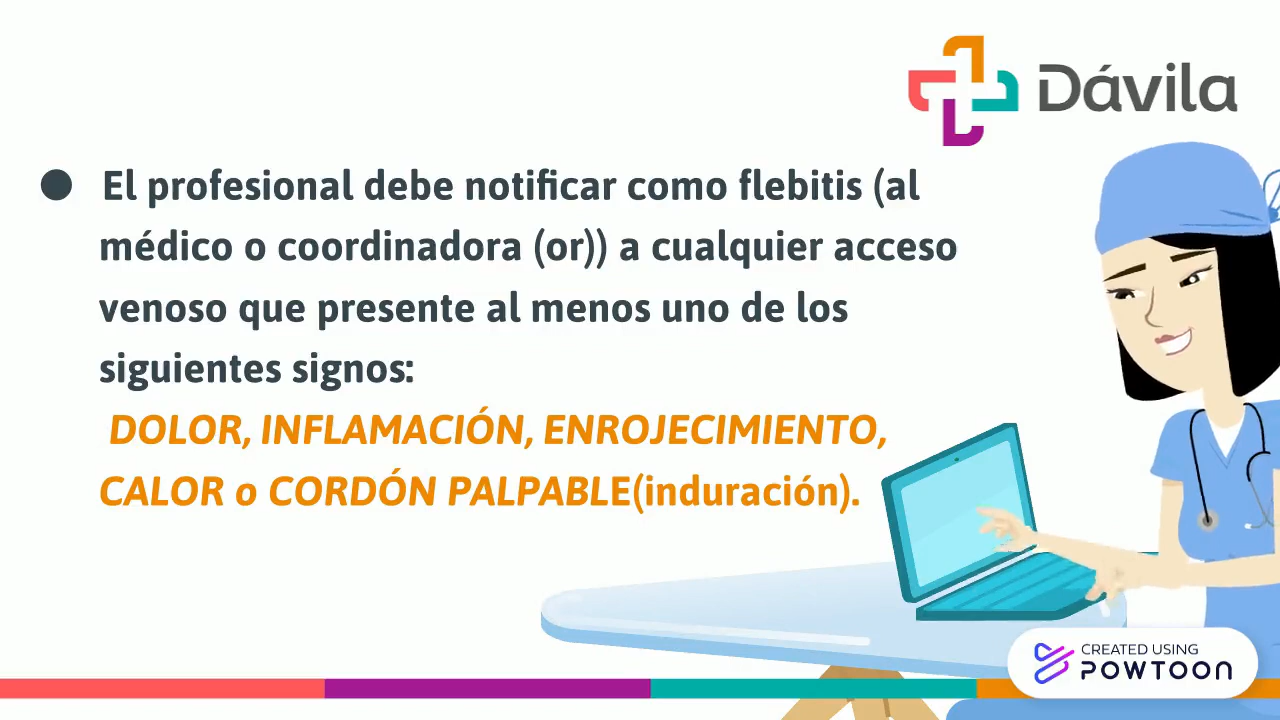 Dávila
● El profesional debe notificar como flebitis (al
médico o coordinadora (or)) a cualquier acceso
venoso que presente al menos uno de los
siguientes signos:
DOLOR, INFLAMACIÓN, ENROJECIMIENTO,
CALOR o CORDÓN PALPABLE(induración).
CREATED USING
POWTOON